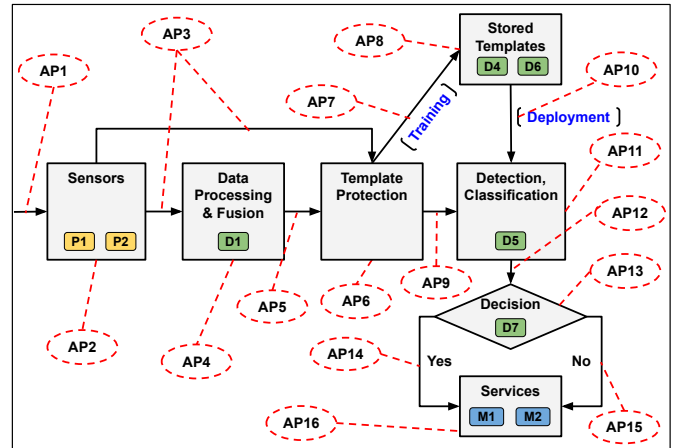 AP1
AP3
AP8
Stored
Templates
D4 D6
AP10
AP7
(Training)
(Deployment)
AP11
Sensors
P1 P2
Data
Processing
& Fusion
D1
Template
Protection
Detection,
Classification
D5
AP12
AP2
AP4
AP5
AP6
AP9
AP13
Decision
D7
AP14
Yes
No
Services
M1 M2
AP16
AP15